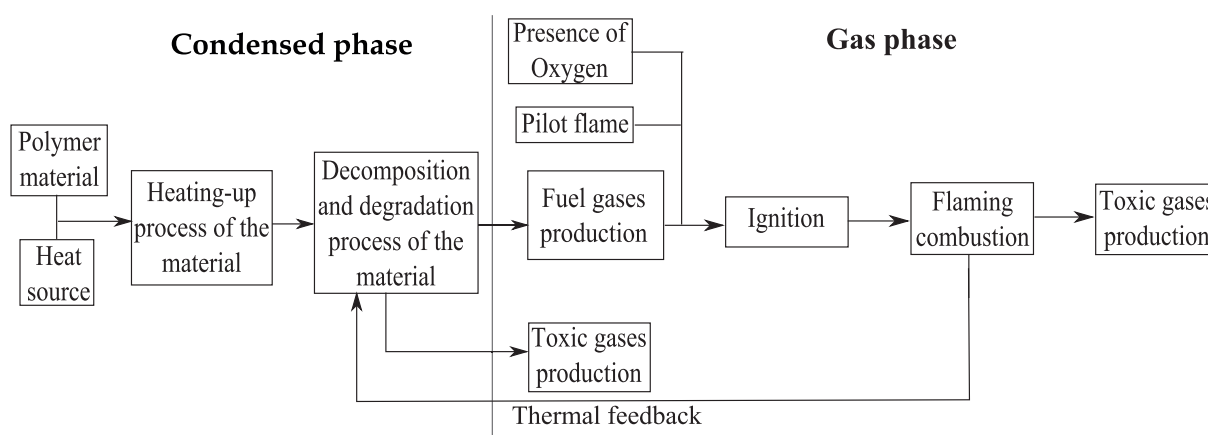 Condensed phase
Gas phase
Presence of
Oxygen
Pilot flame
Polymer
material
Heat
source
Heating-up
process of the
material
Decomposition
and degradation
process of the
material
Fuel gases
production
Ignition
Flaming
combustion
Toxic gases
production
Toxic gases
production
Thermal feedback